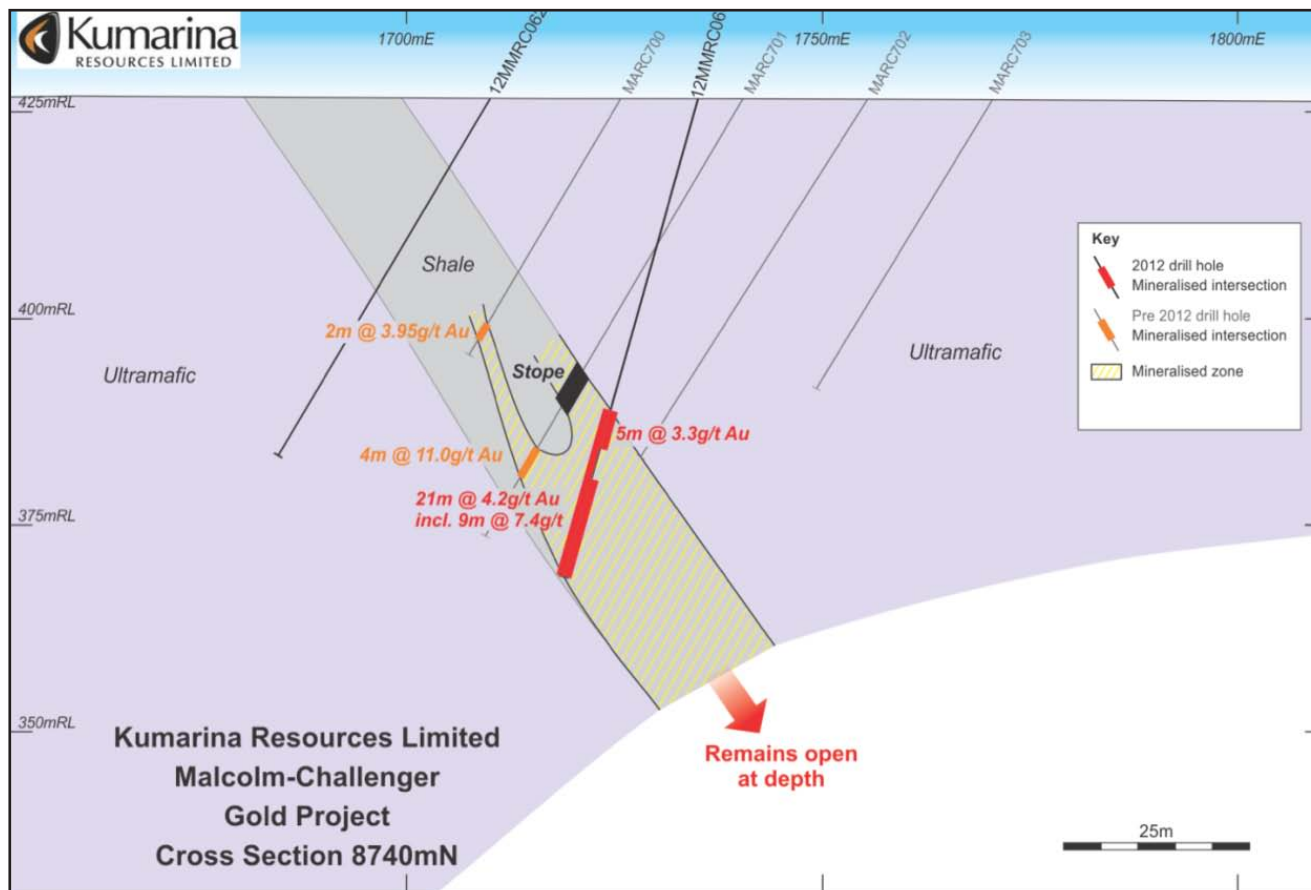 Kumarina
RESOURCES LIMITED
1700mE
1750mE
1800mE
12MMRC062
MARC700
MARC701
12MMRC06
MARC702
MARC703
425mRL
400mRL
375mRL
350mRL
Shale
Ultramafic
Ultramafic
Stope
2m @ 3.95g/t Au
4m @ 11.0g/t Au
5m @ 3.3g/t Au
21m @ 4.2g/t Au
incl. 9m @ 7.4g/t
Key
2012 drill hole
Mineralised intersection
Pre 2012 drill hole
Mineralised intersection
Mineralised zone
Remains open
at depth
Kumarina Resources Limited
Malcolm-Challenger
Gold Project
Cross Section 8740mN
25m